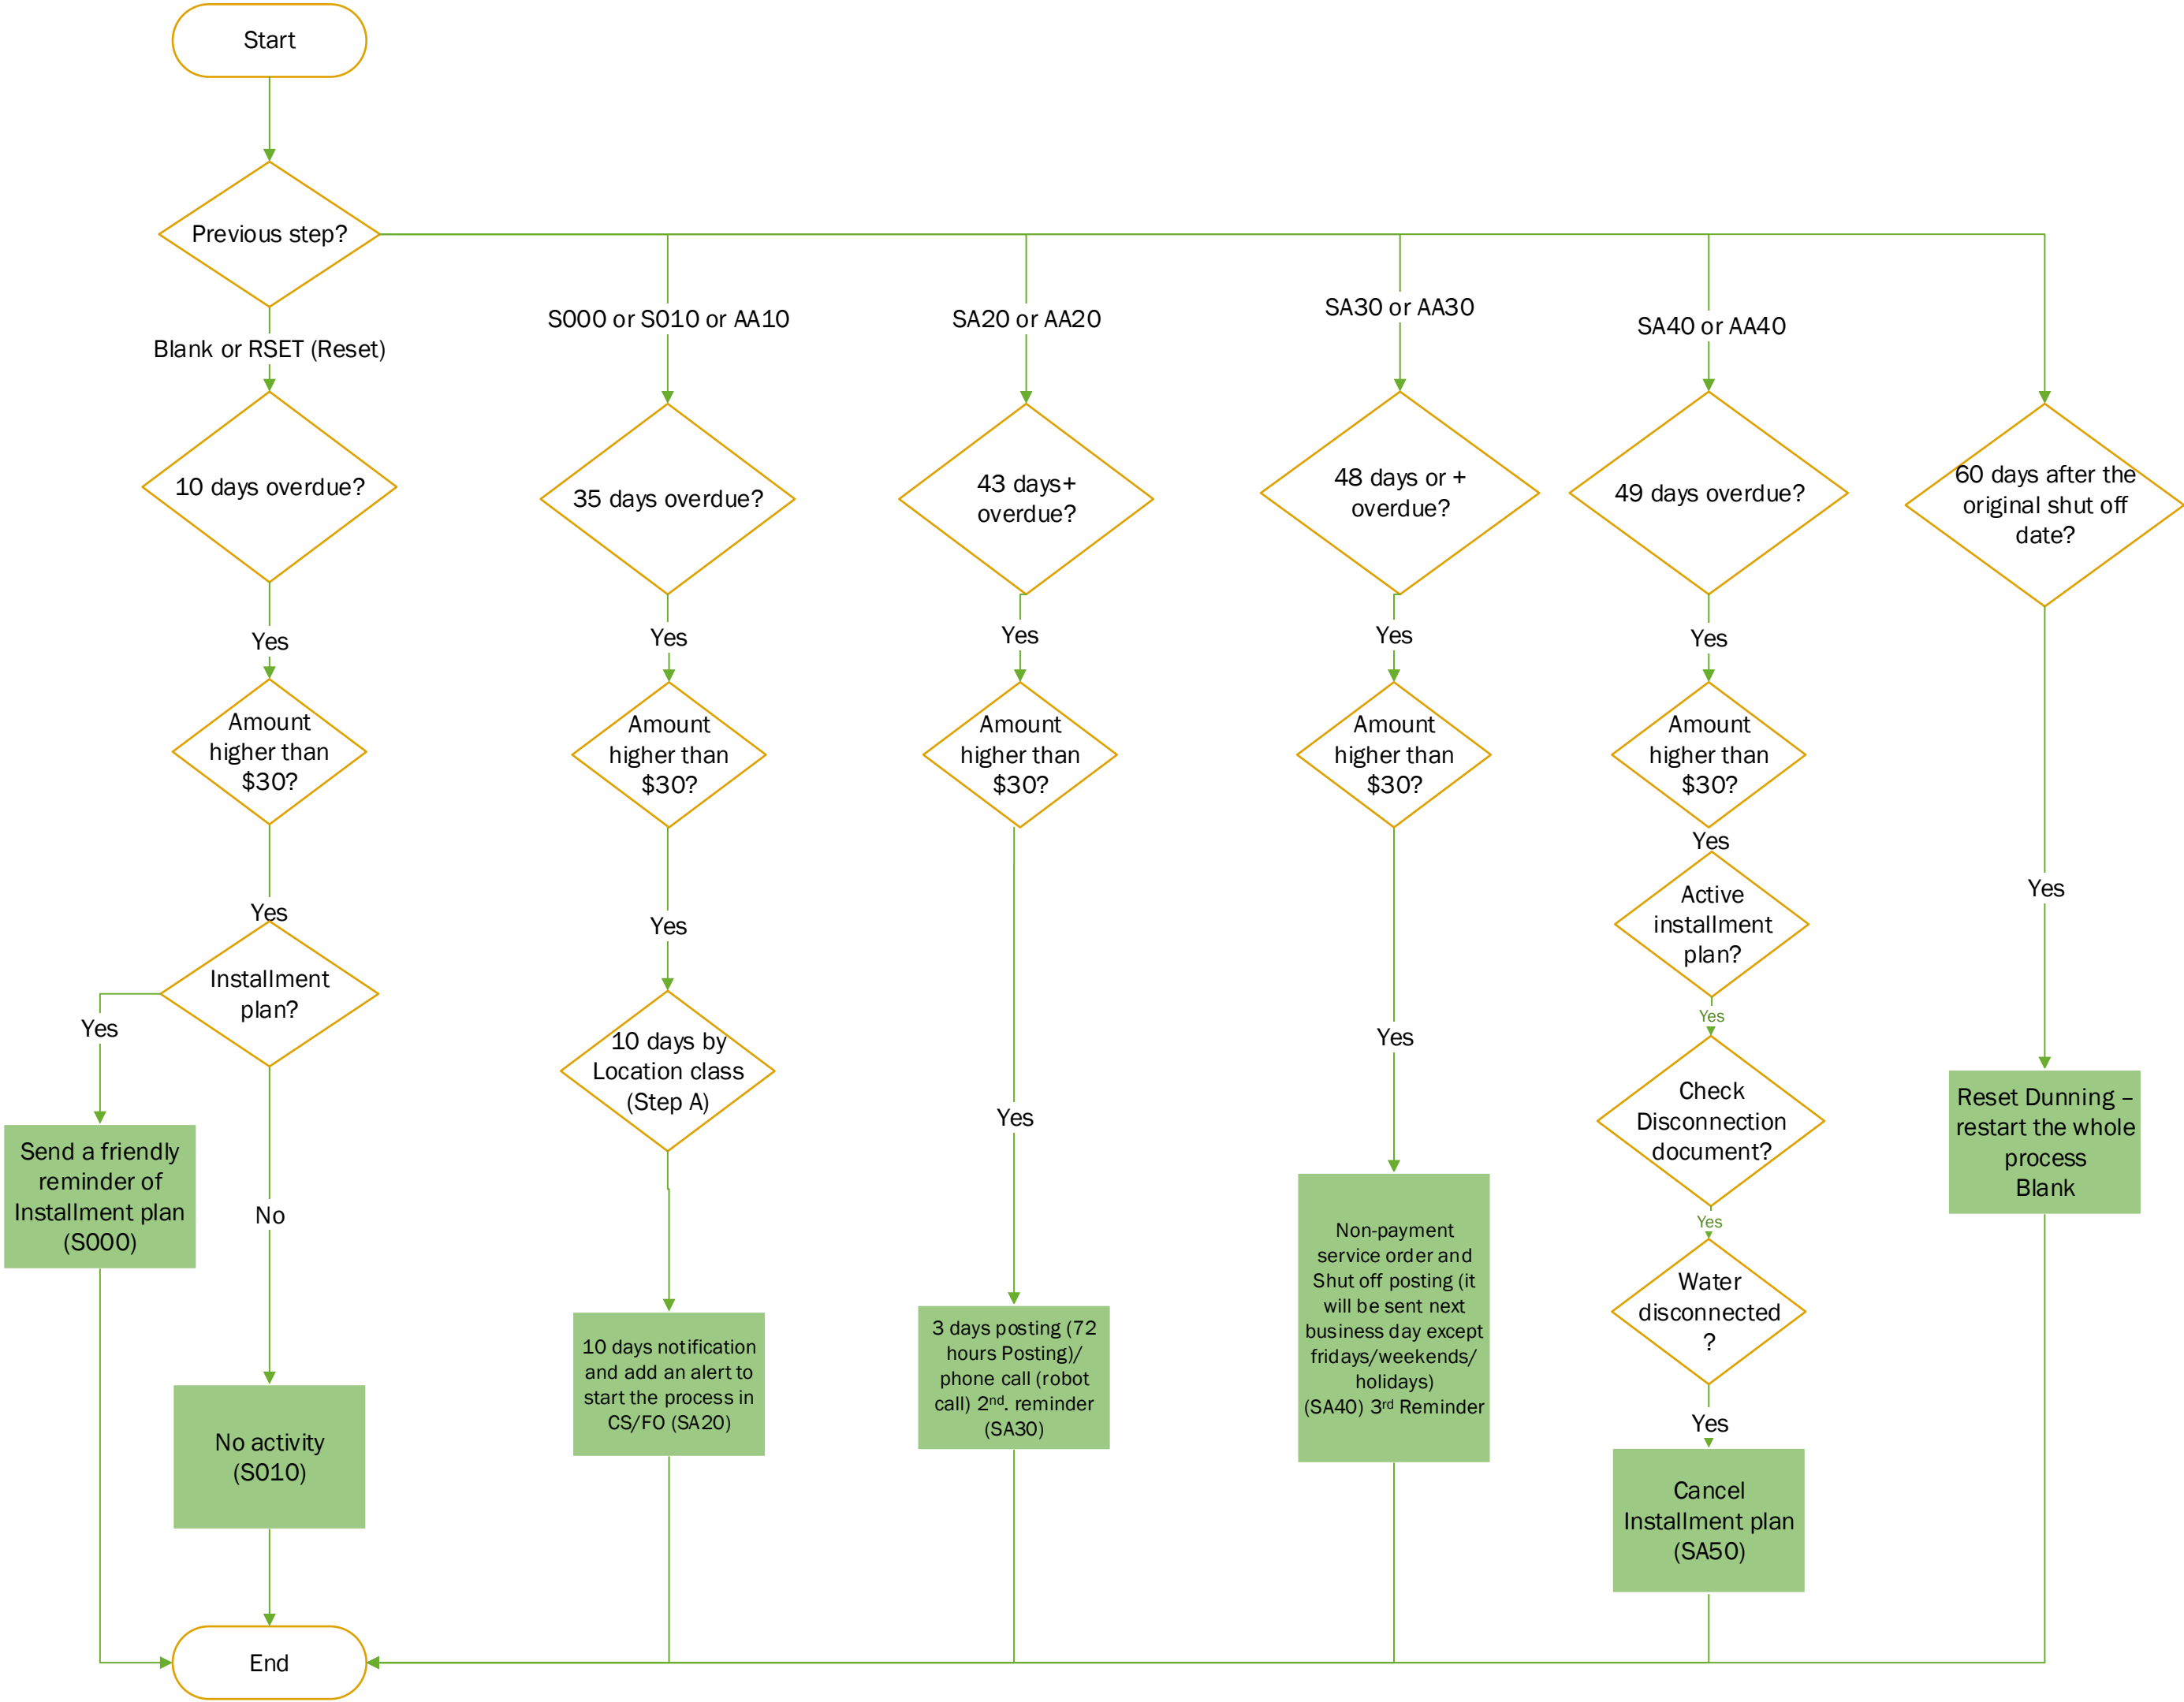 Start
Previous step?
Blank or RSET (Reset)
S000 or S010 or AA10
SA20 or AA20
SA30 or AA30
SA40 or AA40
10 days overdue?
35 days overdue?
43 days+
overdue?
48 days or +
overdue?
49 days overdue?
60 days after the
original shut off
date?
Yes
Yes
Yes
Yes
Yes
Amount
higher than
$30?
Amount
higher than
$30?
Amount
higher than
$30?
Amount
higher than
$30?
Amount
higher than
$30?
Yes
Yes
Yes
Yes
Yes
Yes
Installment
plan?
Yes
No
Send a friendly
reminder of
Installment plan
(S000)
No activity
(S010)
10 days by
Location class
(Step A)
10 days notification
and add an alert to
start the process in
CS/FO (SA20)
3 days posting (72
hours Posting)/
phone call (robot
call) 2nd. reminder
(SA30)
Non-payment
service order and
Shut off posting (it
will be sent next
business day except
fridays/weekends/
holidays)
(SA40) 3rd Reminder
Active
installment
plan?
Yes
Check
Disconnection
document?
Yes
Water
disconnected
?
Yes
Cancel
Installment plan
(SA50)
Reset Dunning –
restart the whole
process
Blank
End